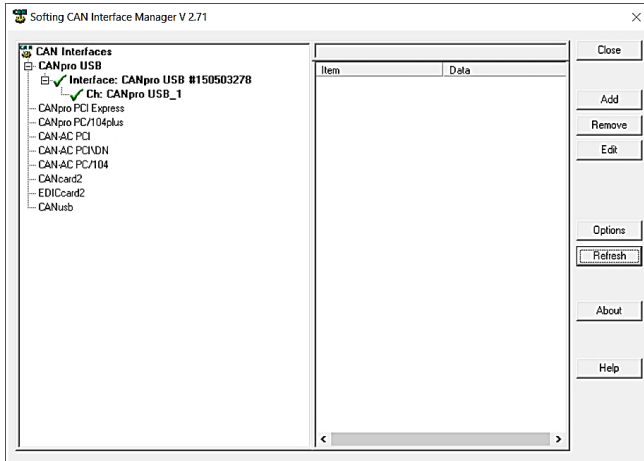 Softing CAN Interface Manager V 2.71
CAN Interfaces
CANpro USB
Interface: CANpro USB #150503278
Ch: CANpro USB_1
CANpro PCI Express
CANpro PC/104plus
CAN-AC PCI
CAN-AC PCI\DN
CAN-AC PC/104
CANcard2
EDICcard2
CANusb
Item Data
Close
Add
Remove
Edit
Options
Refresh
About
Help